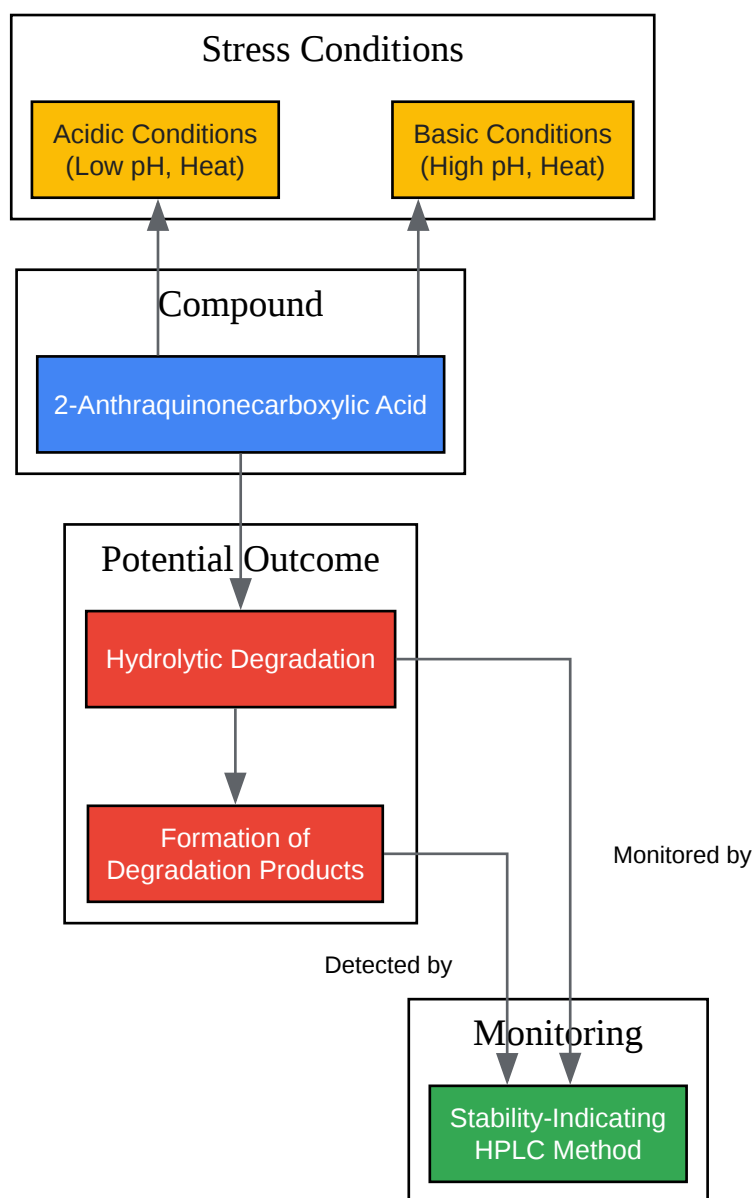 Stress Conditions
Acidic Conditions
(Low pH, Heat)
Basic Conditions
(High pH, Heat)
Compound
2-Anthraquinonecarboxylic Acid
Potential Outcome
Hydrolytic Degradation
Formation of
Degradation Products
Monitored by
Detected by
Monitoring
Stability-Indicating
HPLC Method